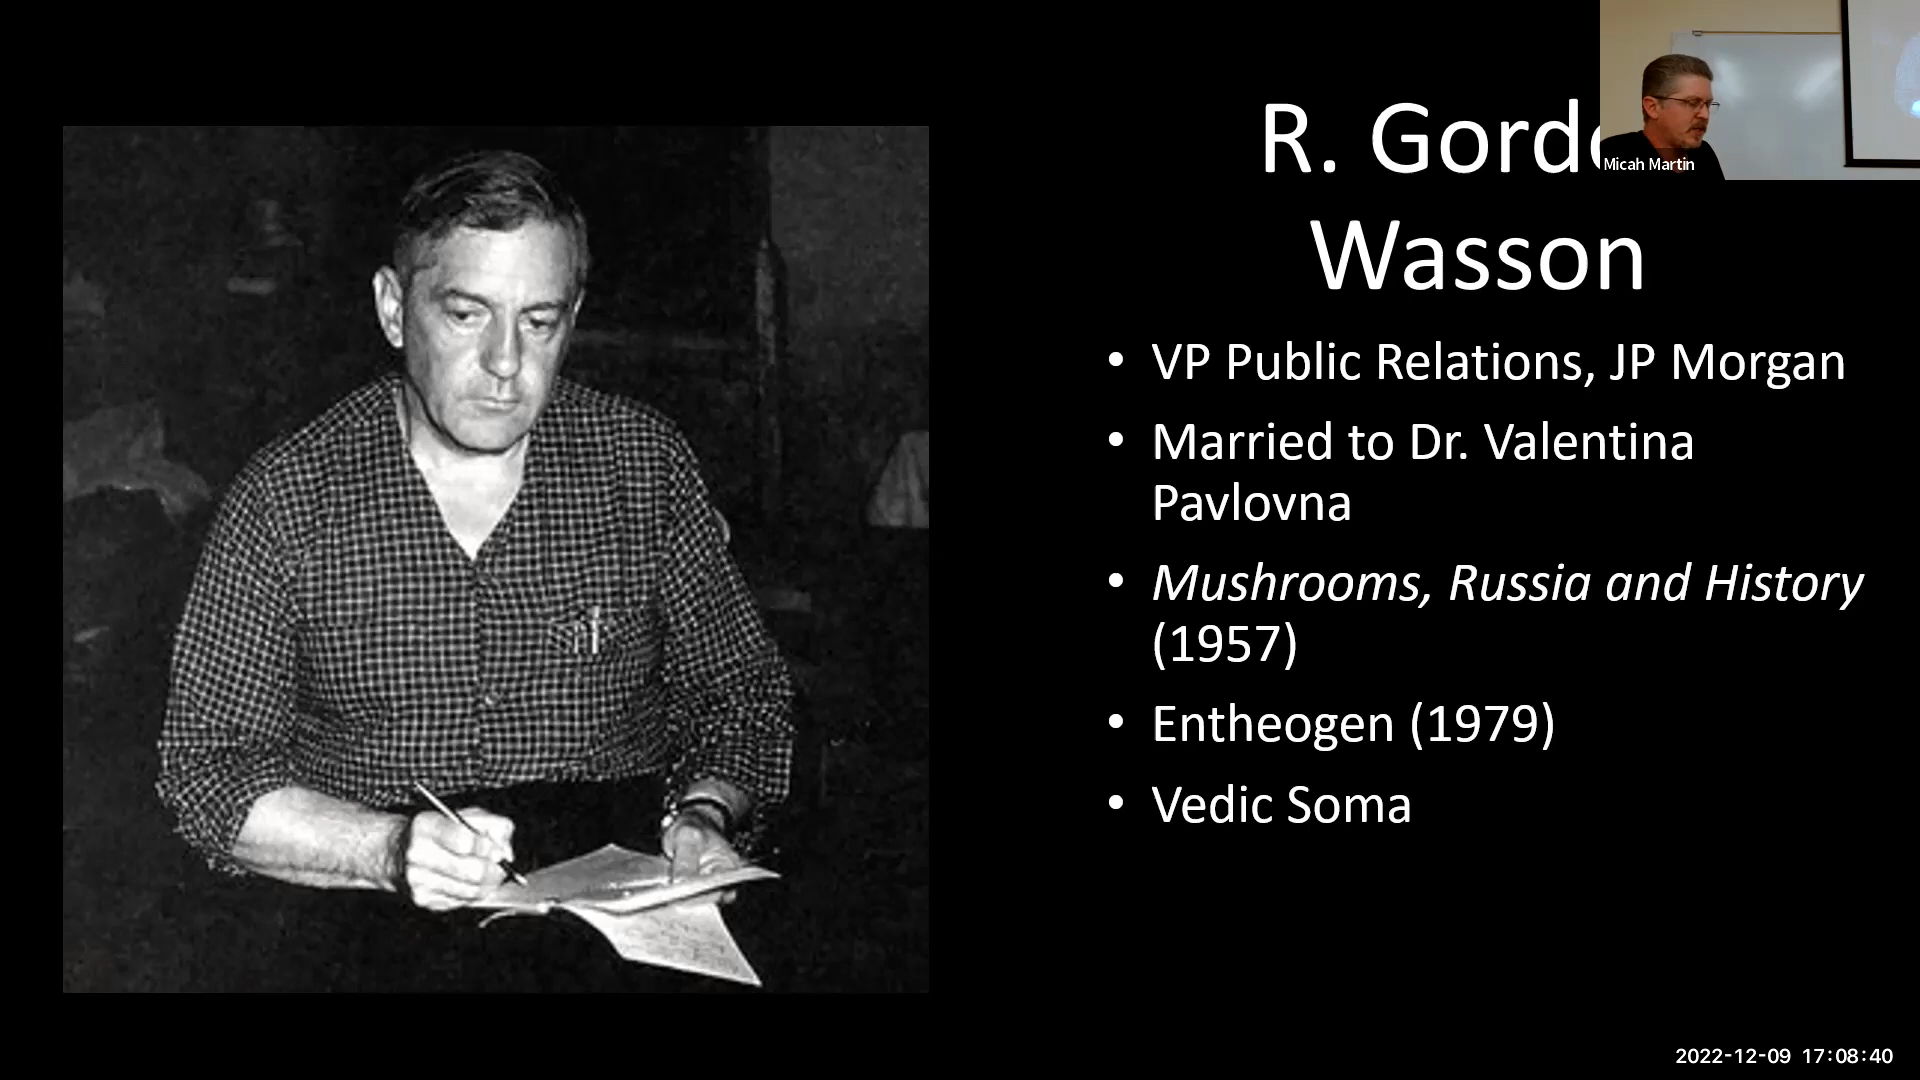 R. Gord
Wasson
Micah Martin
• VP Public Relations, JP Morgan
• Married to Dr. Valentina
Pavlovna
• Mushrooms, Russia and History
(1957)
• Entheogen (1979)
• Vedic Soma
2022-12-09 17:08:40